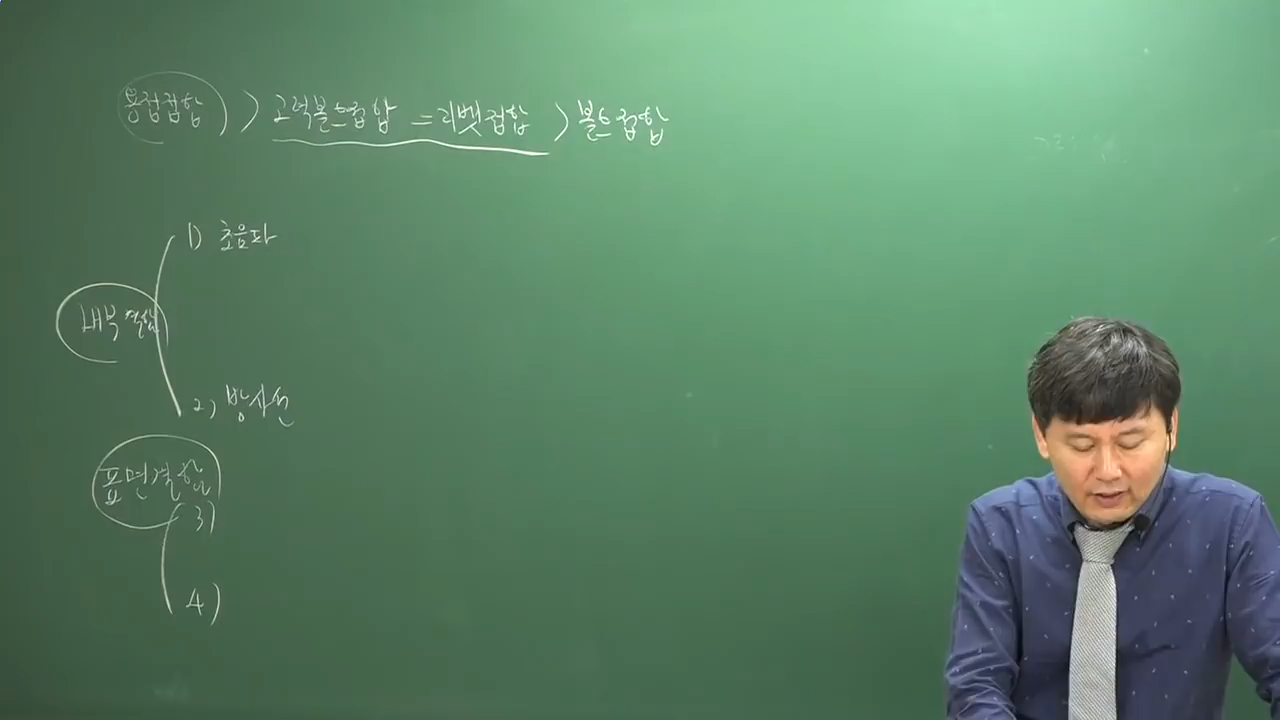 용접접합 > 고력볼트접합 = 리벳접합 > 볼트접합
1) 초음파
내부결함
2) 방사선
표면결함
3)
4)